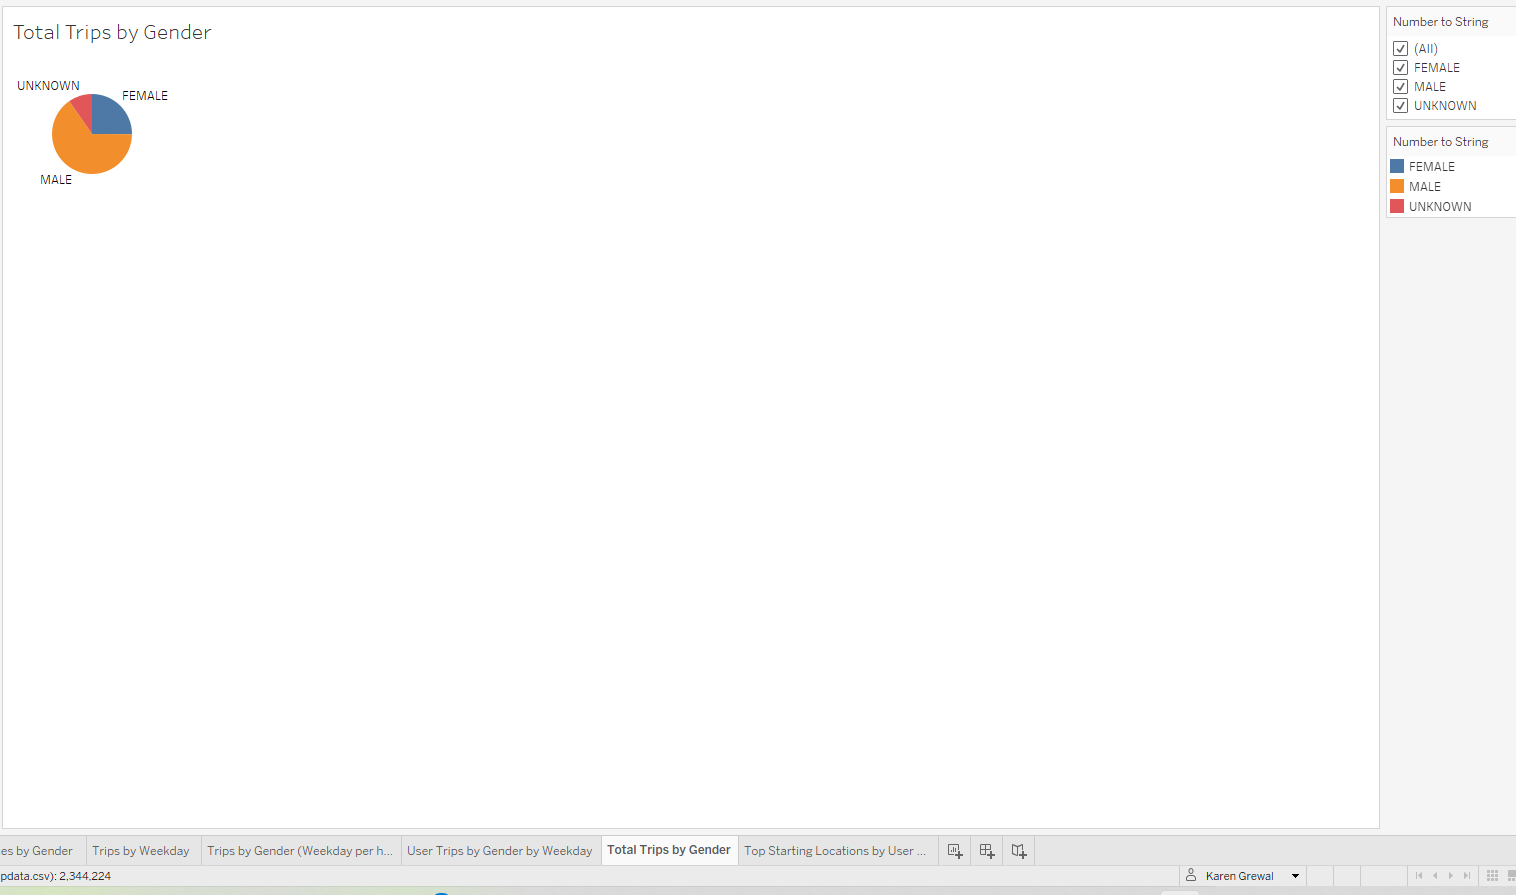 Total Trips by Gender
UNKNOWN
FEMALE
MALE
Number to String
(All)
FEMALE
MALE
UNKNOWN
Number to String
FEMALE
MALE
UNKNOWN
es by Gender
Trips by Weekday
Trips by Gender (Weekday per h...
User Trips by Gender by Weekday
Total Trips by Gender
Top Starting Locations by User ...
pdata.csv): 2,344,224
Karen Grewal